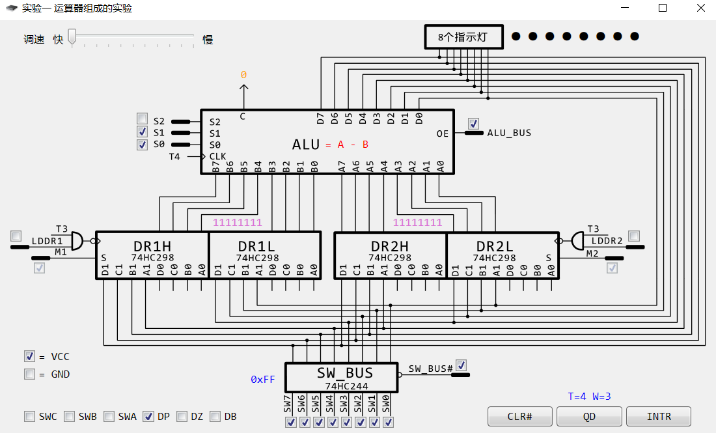 实验一 运算器组成的实验
调速 快 慢
8个指示灯
D7 D6 D5 D4 D3 D2 D1 D0
0
C
S2 S2
S1 S1
S0 S0
T4 CLK
ALU = A - B
OE ALU_BUS
B7 B6 B5 B4 B3 B2 B1 B0 A7 A6 A5 A4 A3 A2 A1 A0
11111111 11111111
T3 T3
LDDR1 LDDR2
M1 M2
DR1H DR1L DR2H DR2L
74HC298 74HC298 74HC298 74HC298
S S
D1 C1 B1 A1 D0 C0 B0 A0 D1 C1 B1 A1 D0 C0 B0 A0
D1 C1 B1 A1 D0 C0 B0 A0 D1 C1 B1 A1 D0 C0 B0 A0
= VCC
= GND
0xFF
SW_BUS
74HC244
SW_BUS#
SW7 SW6 SW5 SW4 SW3 SW2 SW1 SW0
T=4 W=3
SWC SWB SWA DP DZ DB
CLR# QD INTR